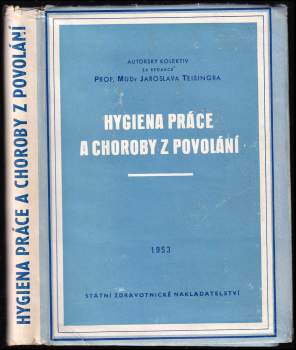 HYGIENA PRÁCE A CHOROBY Z POVOLÁNÍ
AUTORSKÝ KOLEKTIV
ZA REDAKCE
PROF. MUDR JAROSLAVA TEISINGRA
HYGIENA PRÁCE
A CHOROBY Z POVOLÁNÍ
1953
STÁTNÍ ZDRAVOTNICKÉ NAKLADATELSTVÍ